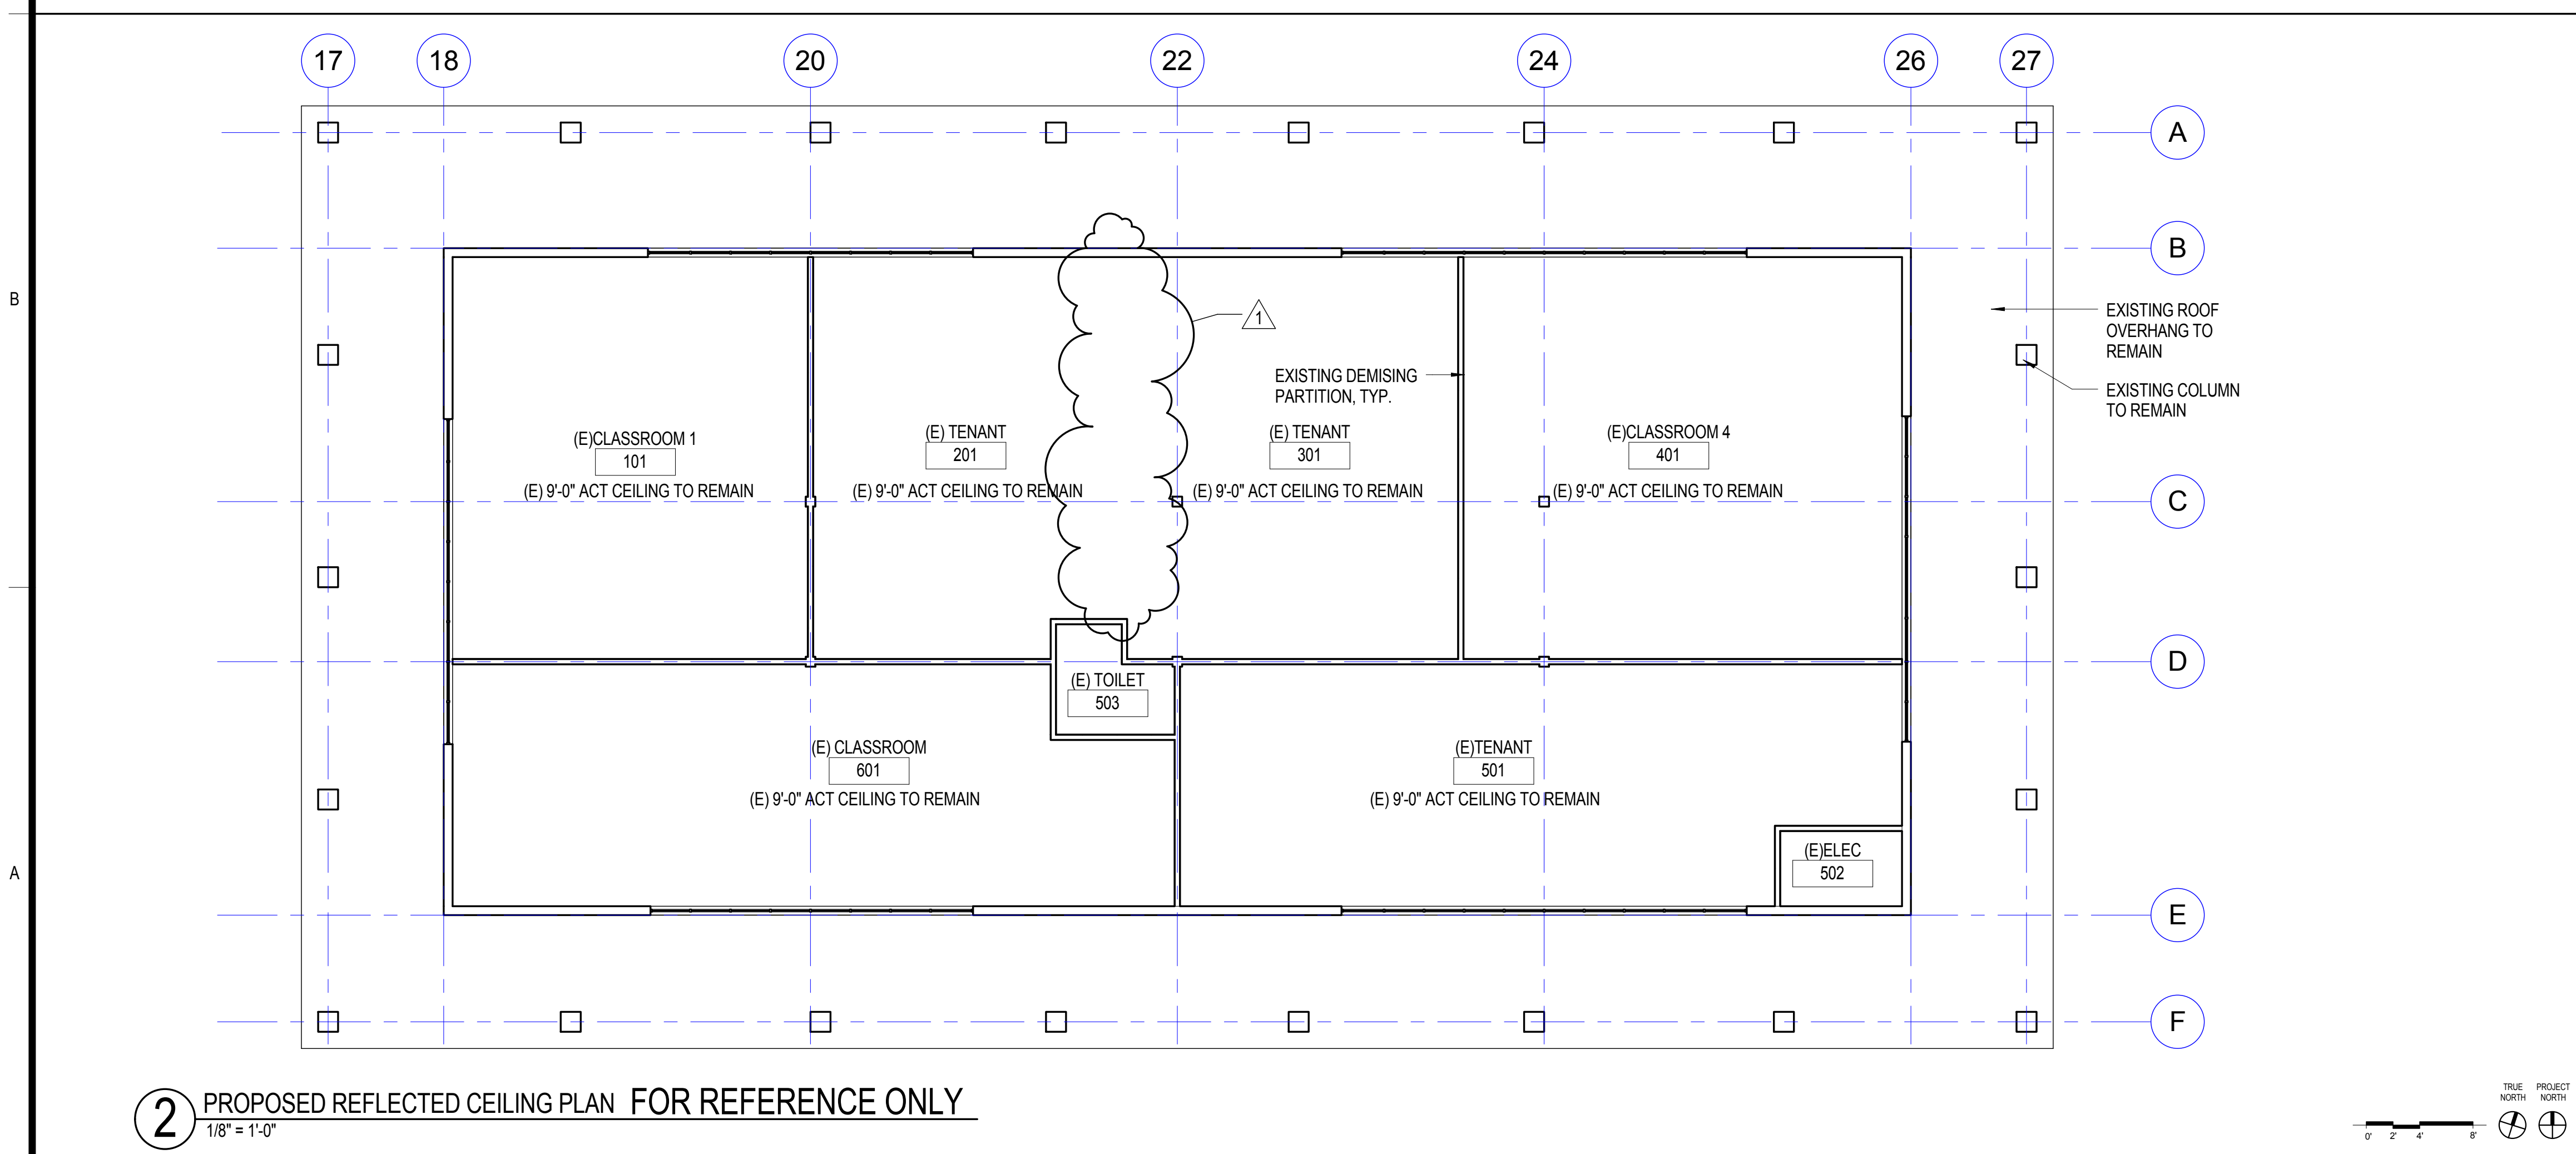 17 18 20 22 24 26 27
A
B
B
1
EXISTING ROOF
OVERHANG TO
REMAIN
EXISTING DEMISING
PARTITION, TYP.
EXISTING COLUMN
TO REMAIN
(E)CLASSROOM 1
101
(E) 9'-0" ACT CEILING TO REMAIN
(E) TENANT
201
(E) 9'-0" ACT CEILING TO REMAIN
(E) TENANT
301
(E) 9'-0" ACT CEILING TO REMAIN
(E)CLASSROOM 4
401
(E) 9'-0" ACT CEILING TO REMAIN
C
D
(E) TOILET
503
(E) CLASSROOM
601
(E) 9'-0" ACT CEILING TO REMAIN
(E)TENANT
501
(E) 9'-0" ACT CEILING TO REMAIN
(E)ELEC
502
A
E
F
2
PROPOSED REFLECTED CEILING PLAN FOR REFERENCE ONLY
1/8" = 1'-0"
TRUE
NORTH
PROJECT
NORTH
0' 2' 4' 8'